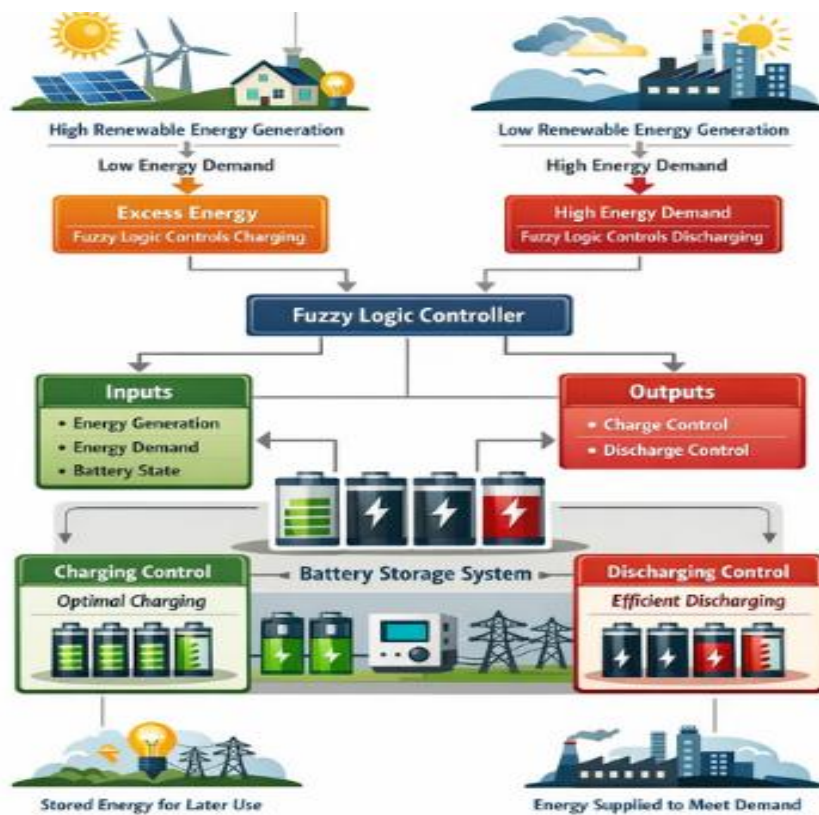 High Renewable Energy Generation
Low Energy Demand
Excess Energy
Fuzzy Logic Controls Charging
Low Renewable Energy Generation
High Energy Demand
High Energy Demand
Fuzzy Logic Controls Discharging
Fuzzy Logic Controller
Inputs
• Energy Generation
• Energy Demand
• Battery State
Outputs
• Charge Control
• Discharge Control
Battery Storage System
Charging Control
Optimal Charging
Discharging Control
Efficient Discharging
Stored Energy for Later Use
Energy Supplied to Meet Demand